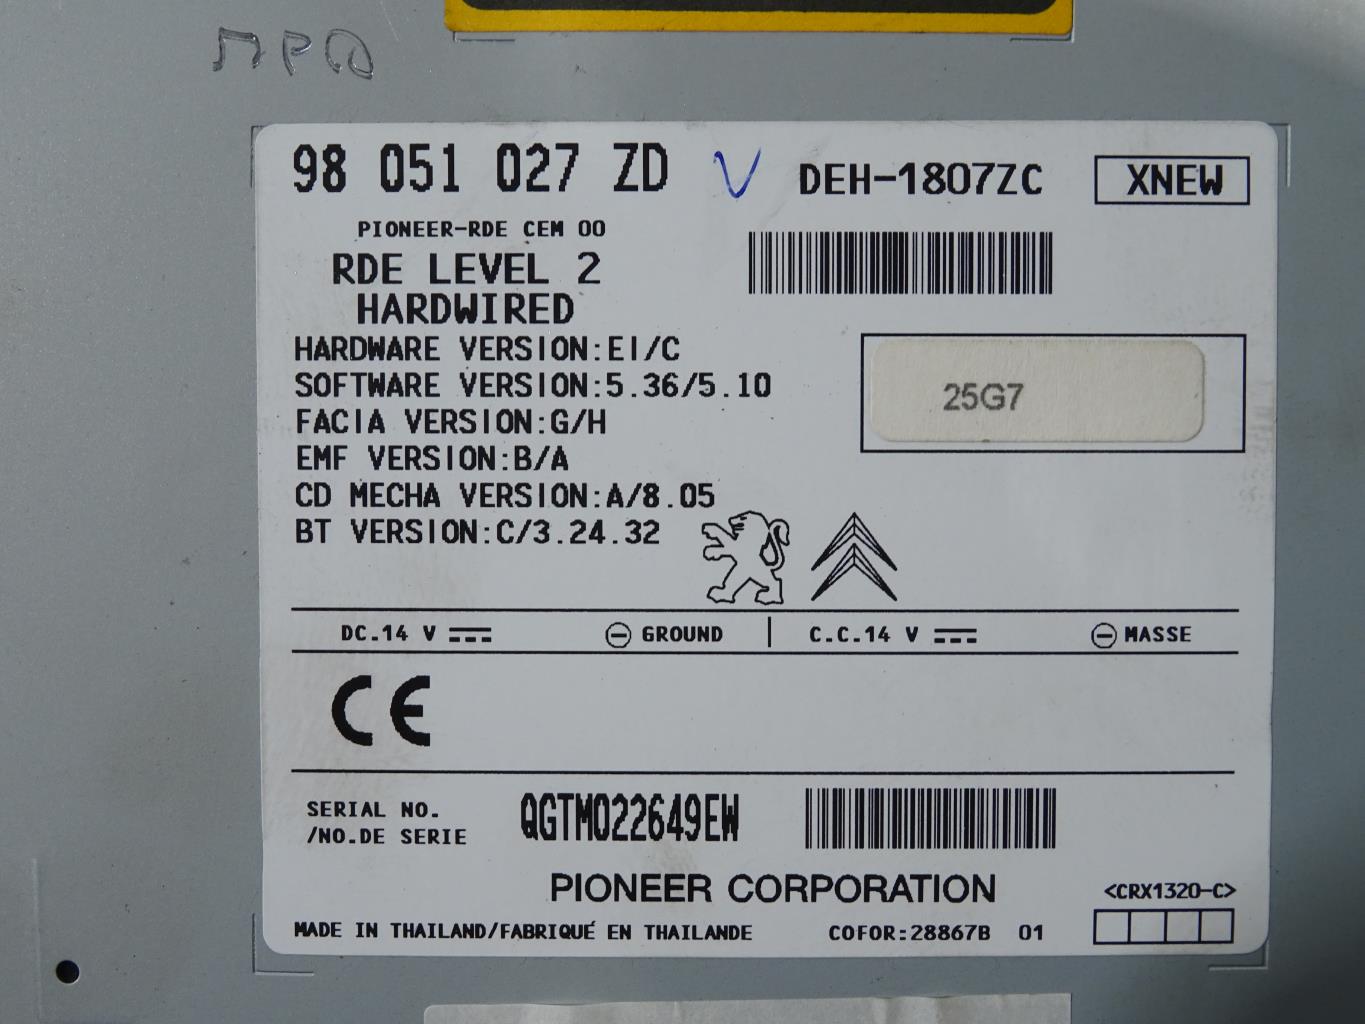 98 051 027 ZD V DEH-1807ZC XNEW
PIONEER-RDE CEM 00
RDE LEVEL 2
HARDWIRED
HARDWARE VERSION:EI/C
SOFTWARE VERSION:5.36/5.10
25G7
FACIA VERSION:G/H
EMF VERSION:B/A
CD MECHA VERSION:A/8.05
BT VERSION:C/3.24.32
DC.14 V GROUND C.C.14 V MASSE
CE
SERIAL NO.
/NO.DE SERIE
QGTM022649EW
PIONEER CORPORATION
<CRX1320-C>
MADE IN THAILAND/FABRIQUÉ EN THAILANDE COFOR:28867B 01